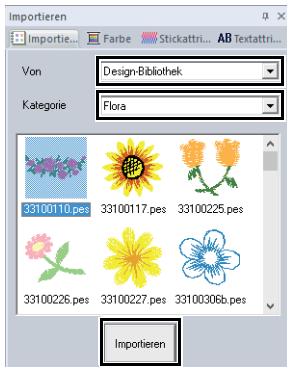 Importieren
Importie... Farbe Stickattri... AB Textattri...
Von Design-Bibliothek
Kategorie Flora
33100110.pes 33100117.pes 33100225.pes
33100226.pes 33100227.pes 33100306b.pes
Importieren